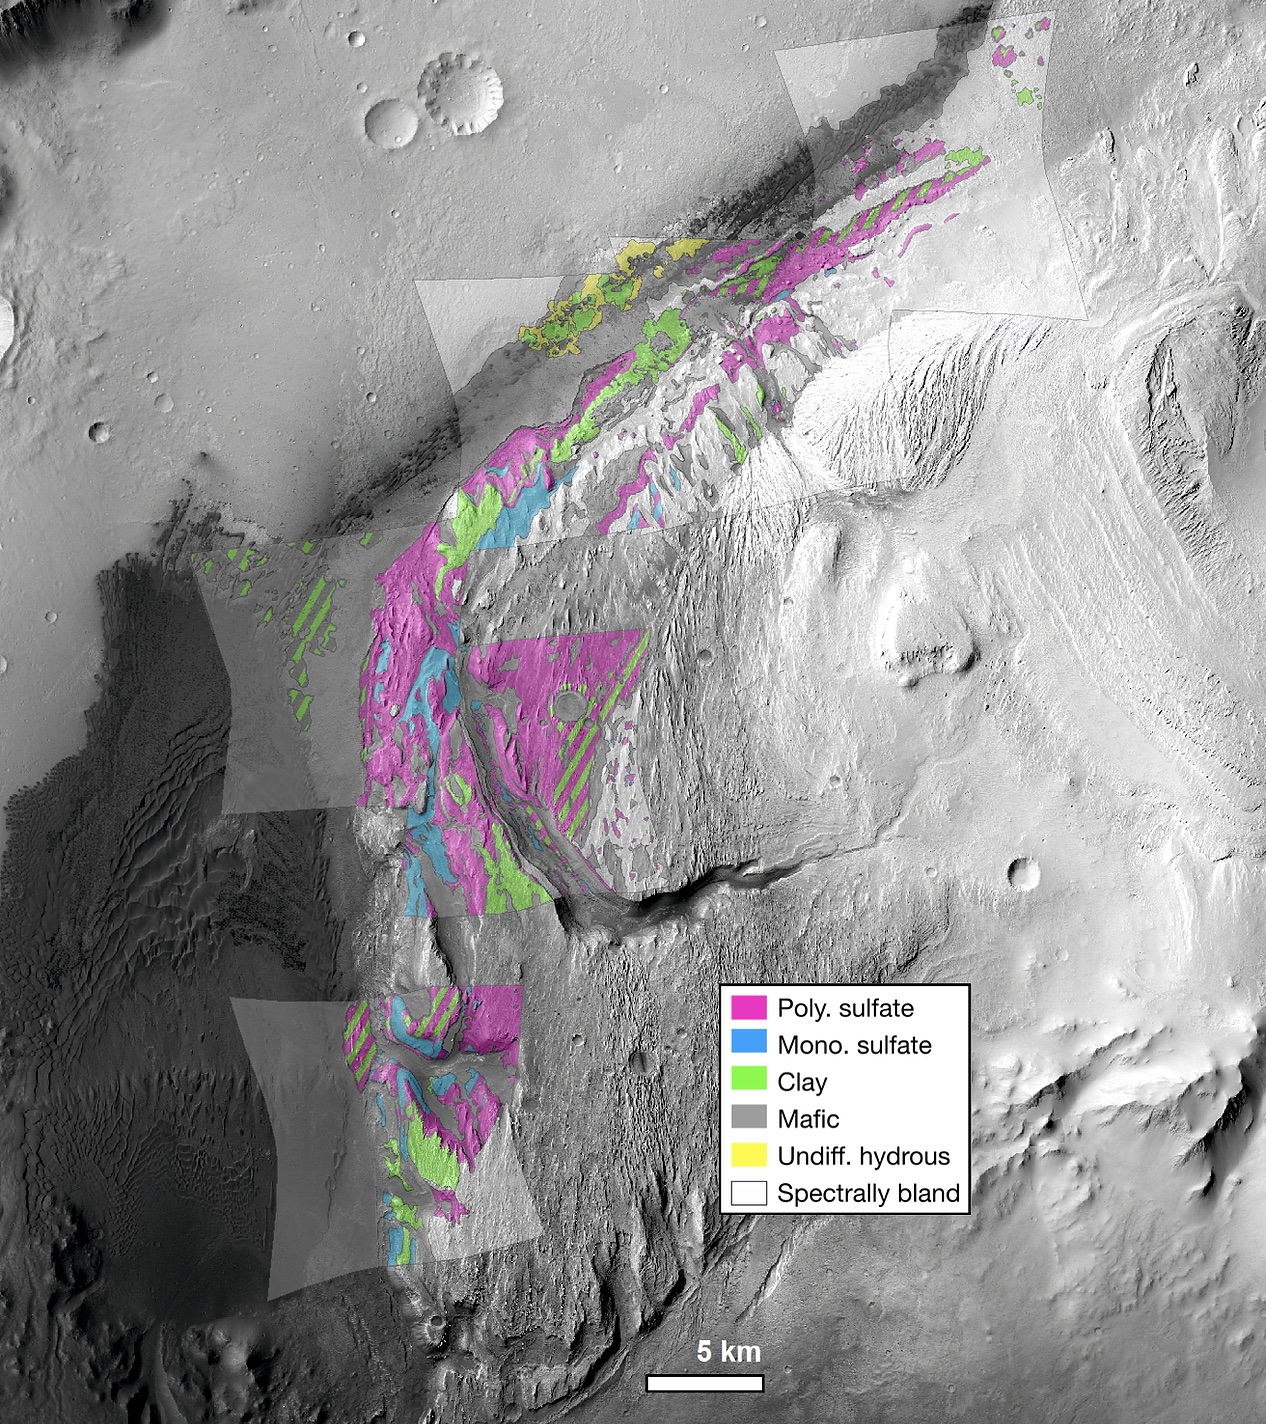 Poly. sulfate
Mono. sulfate
Clay
Mafic
Undiff. hydrous
Spectrally bland
5 km